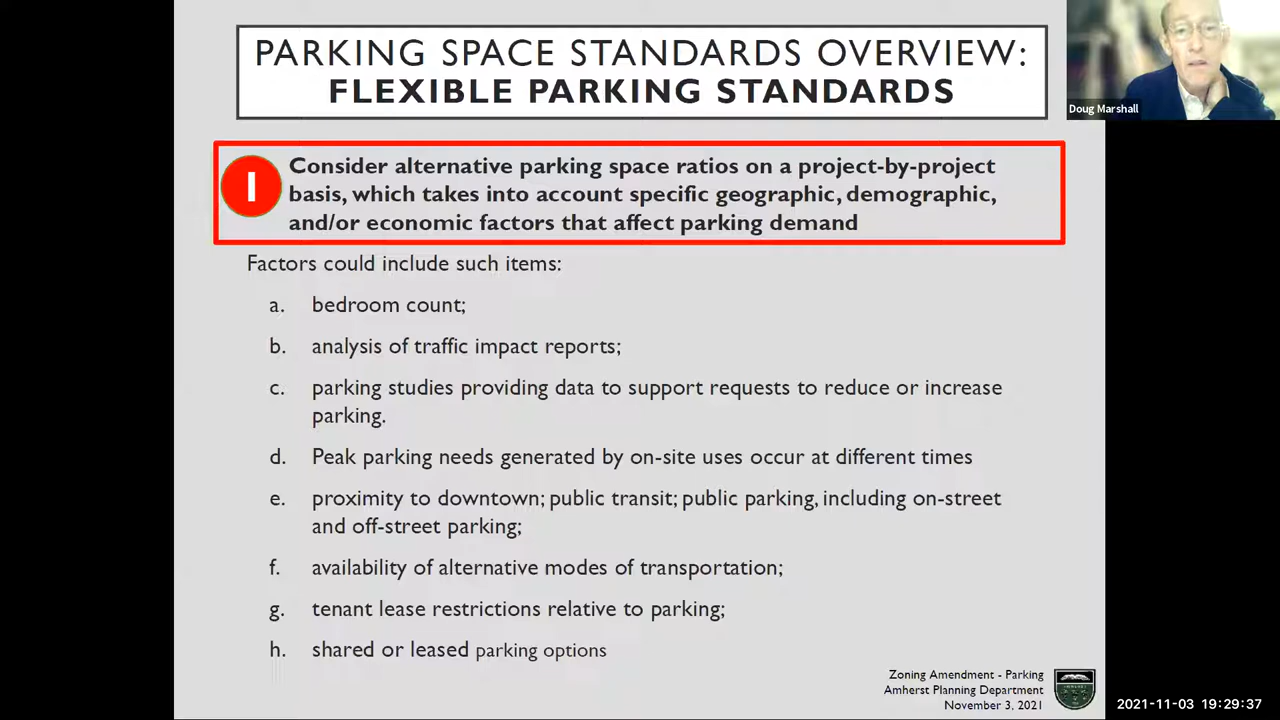 PARKING SPACE STANDARDS OVERVIEW:
FLEXIBLE PARKING STANDARDS
Doug Marshall
1
Consider alternative parking space ratios on a project-by-project
basis, which takes into account specific geographic, demographic,
and/or economic factors that affect parking demand
Factors could include such items:
a. bedroom count;
b. analysis of traffic impact reports;
c. parking studies providing data to support requests to reduce or increase
parking.
d. Peak parking needs generated by on-site uses occur at different times
e. proximity to downtown; public transit; public parking, including on-street
and off-street parking;
f. availability of alternative modes of transportation;
g. tenant lease restrictions relative to parking;
h. shared or leased parking options
Zoning Amendment - Parking
Amherst Planning Department
November 3, 2021
2021-11-03 19:29:37